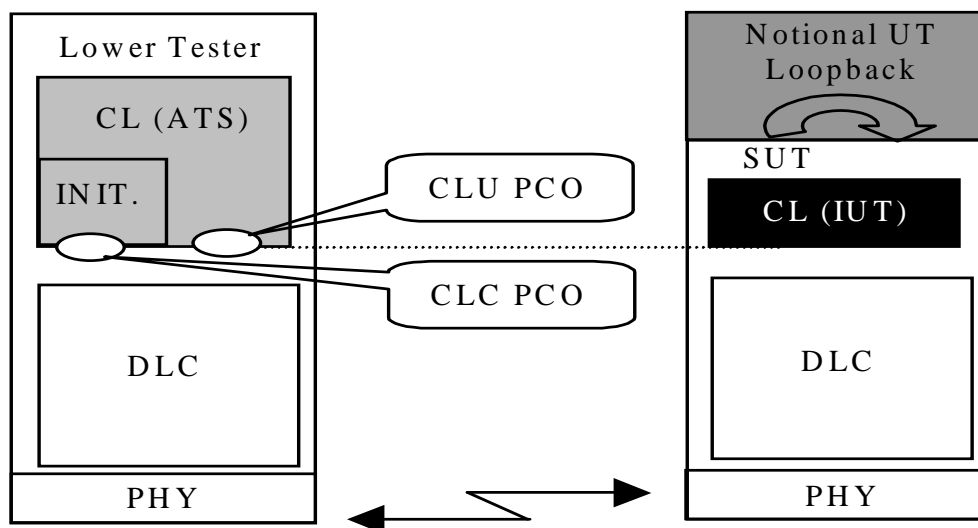 Lower Tester
CL (ATS)
INIT.
CLU PCO
CLC PCO
DLC
PHY
Notional UT
Loopback
SUT
CL (IUT)
DLC
PHY